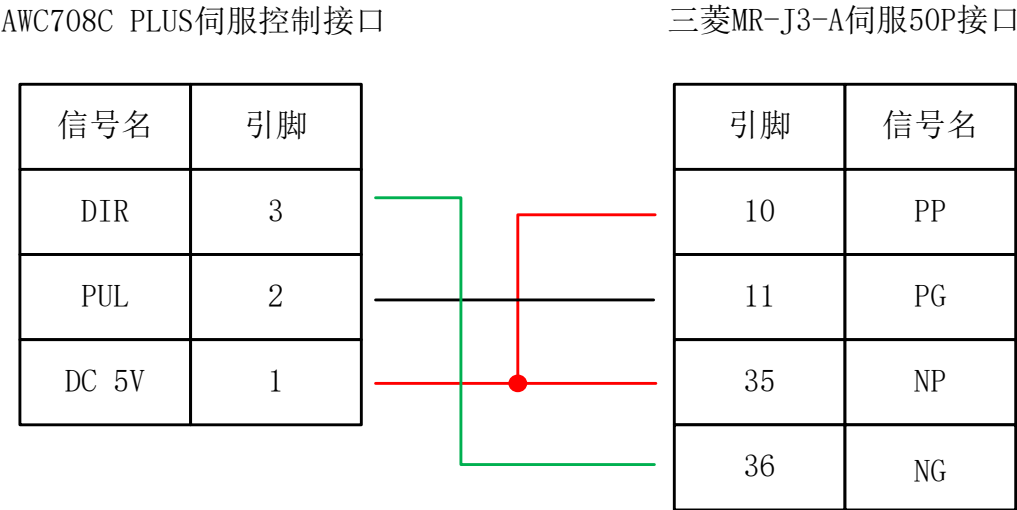 AWC708C PLUS伺服控制接口 三菱MR-J3-A伺服50P接口
信号名 引脚 引脚 信号名
DIR 3 10 PP
PUL 2 11 PG
DC 5V 1 35 NP
36 NG